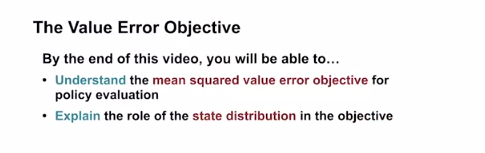 The Value Error Objective
By the end of this video, you will be able to...
• Understand the mean squared value error objective for
policy evaluation
• Explain the role of the state distribution in the objective